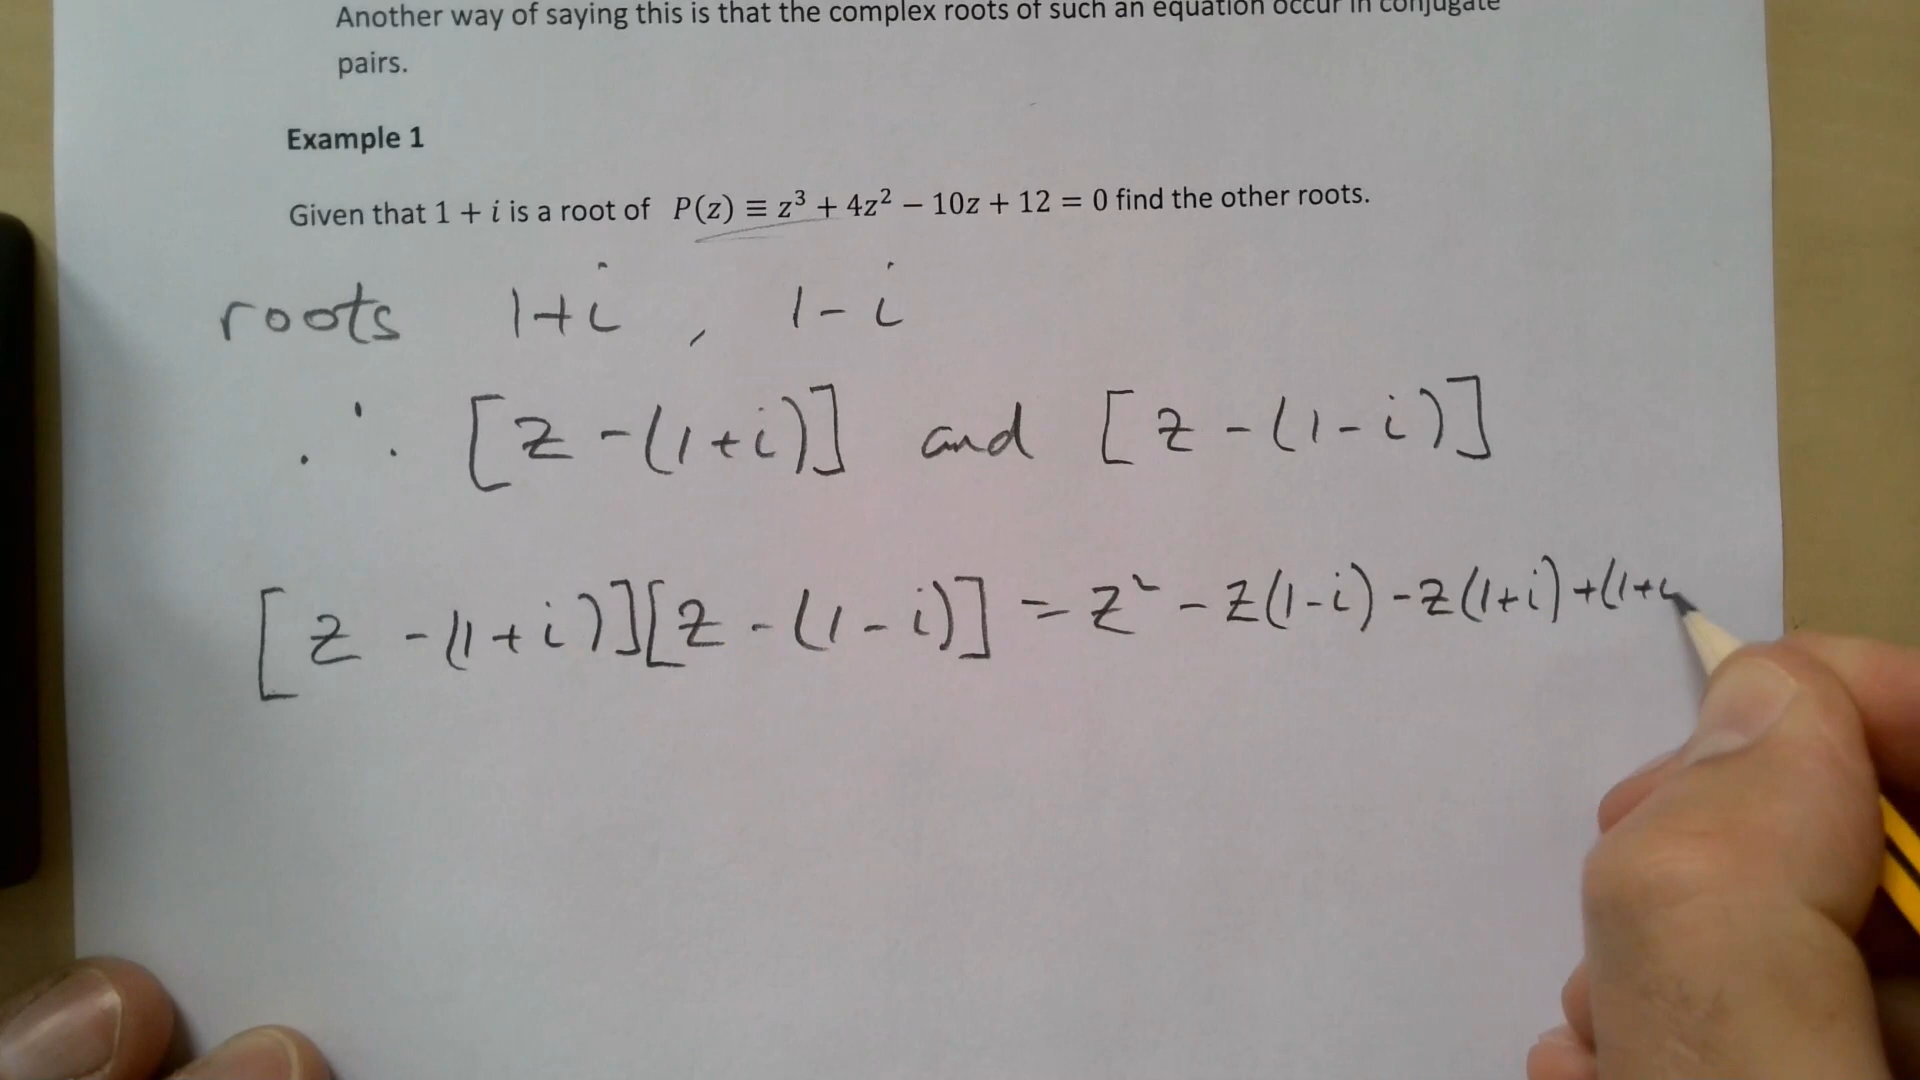 Another way of saying this is that the complex roots of such an equation occur in conjugate
pairs.
Example 1
Given that 1 + i is a root of P(z) ≡ z³ + 4z² − 10z + 12 = 0 find the other roots.
roots 1+i , 1-i
∴ [z-(1+i)] and [z-(1-i)]
[z-(1+i)][z-(1-i)] = z² - z(1-i) - z(1+i) + (1+i